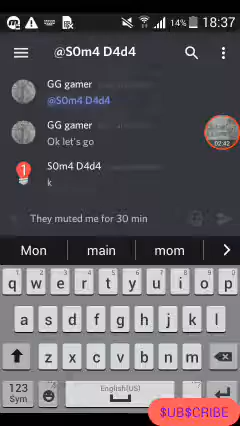 14% 18:37
@S0m4 D4d4
GG gamer
@S0m4 D4d4
GG gamer
Ok let's go
02:42
1
S0m4 D4d4
k
They muted me for 30 min
Mon main mom
q w e r t y u i o p
a s d f g h j k l
z x c v b n m
123
Sym
English(US)
$UB$CRIBE